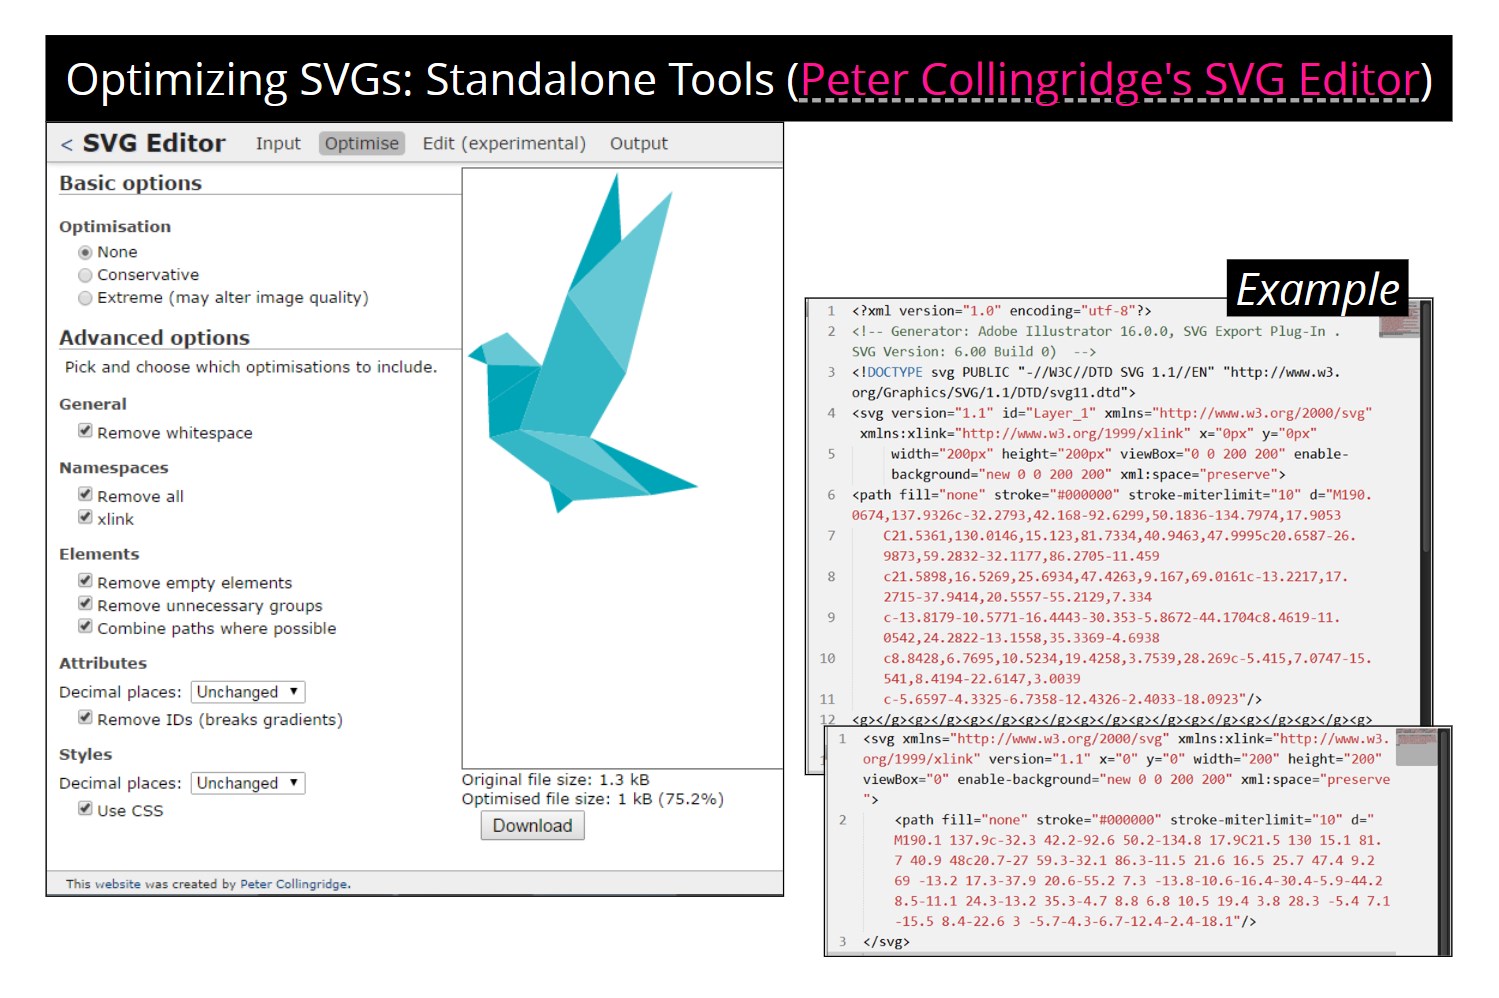 Optimizing SVGs: Standalone Tools (Peter Collingridge's SVG Editor)
< SVG Editor Input Optimise Edit (experimental) Output
Basic options
Optimisation
None
Conservative
Extreme (may alter image quality)
Advanced options
Pick and choose which optimisations to include.
General
Remove whitespace
Namespaces
Remove all
xlink
Elements
Remove empty elements
Remove unnecessary groups
Combine paths where possible
Attributes
Decimal places: Unchanged
Remove IDs (breaks gradients)
Styles
Decimal places: Unchanged
Use CSS
Original file size: 1.3 kB
Optimised file size: 1 kB (75.2%)
Download
This website was created by Peter Collingridge.
Example
1 <?xml version="1.0" encoding="utf-8"?>
2 <!-- Generator: Adobe Illustrator 16.0.0, SVG Export Plug-In .
SVG Version: 6.00 Build 0)  -->
3 <!DOCTYPE svg PUBLIC "-//W3C//DTD SVG 1.1//EN" "http://www.w3.
org/Graphics/SVG/1.1/DTD/svg11.dtd">
4 <svg version="1.1" id="Layer_1" xmlns="http://www.w3.org/2000/svg"
xmlns:xlink="http://www.w3.org/1999/xlink" x="0px" y="0px"
5 width="200px" height="200px" viewBox="0 0 200 200" enable-
background="new 0 0 200 200" xml:space="preserve">
6 <path fill="none" stroke="#000000" stroke-miterlimit="10" d="M190.
0674,137.9326c-32.2793,42.168-92.6299,50.1836-134.7974,17.9053
7 C21.5361,130.0146,15.123,81.7334,40.9463,47.9995c20.6587-26.
9873,59.2832-32.1177,86.2705-11.459
8 c21.5898,16.5269,25.6934,47.4263,9.167,69.0161c-13.2217,17.
2715-37.9414,20.5557-55.2129,7.334
9 c-13.8179-10.5771-16.4443-30.353-5.8672-44.1704c8.4619-11.
0542,24.2822-13.1558,35.3369-4.6938
10 c8.8428,6.7695,10.5234,19.4258,3.7539,28.269c-5.415,7.0747-15.
541,8.4194-22.6147,3.0039
11 c-5.6597-4.3325-6.7358-12.4326-2.4033-18.0923"/>
12 <g></g><g></g><g></g><g></g><g></g><g></g><g></g><g></g><g></g><g>
1 <svg xmlns="http://www.w3.org/2000/svg" xmlns:xlink="http://www.w3.
org/1999/xlink" version="1.1" x="0" y="0" width="200" height="200"
viewBox="0" enable-background="new 0 0 200 200" xml:space="preserve
">
2 <path fill="none" stroke="#000000" stroke-miterlimit="10" d="
M190.1 137.9c-32.3 42.2-92.6 50.2-134.8 17.9C21.5 130 15.1 81.
7 40.9 48c20.7-27 59.3-32.1 86.3-11.5 21.6 16.5 25.7 47.4 9.2
69 -13.2 17.3-37.9 20.6-55.2 7.3 -13.8-10.6-16.4-30.4-5.9-44.2
8.5-11.1 24.3-13.2 35.3-4.7 8.8 6.8 10.5 19.4 3.8 28.3 -5.4 7.1
-15.5 8.4-22.6 3 -5.7-4.3-6.7-12.4-2.4-18.1"/>
3 </svg>